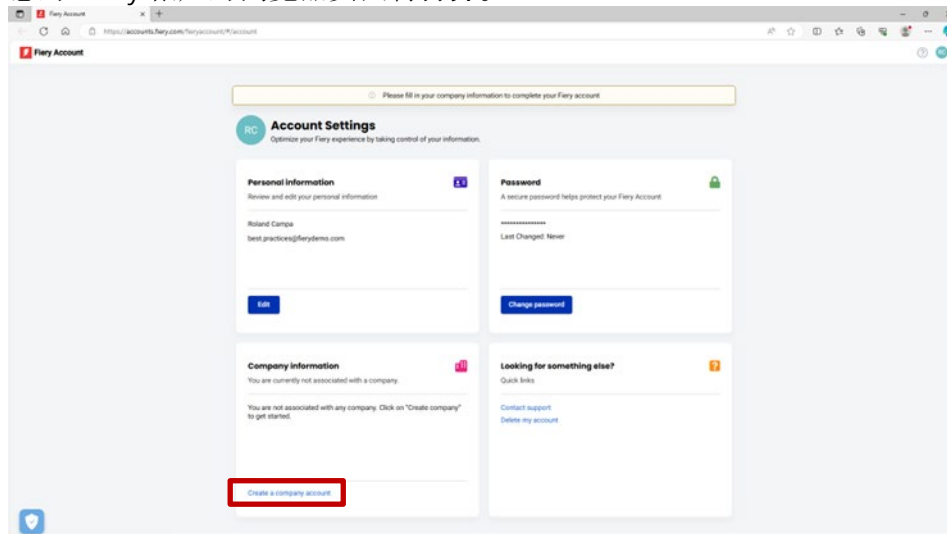 Fiery Account
https://accounts.fiery.com/fieryaccount/#/account
Fiery Account
RC
Please fill in your company information to complete your Fiery account
RC
Account Settings
Optimize your Fiery experience by taking control of your information.
Personal information
Review and edit your personal information
Roland Campa
best.practices@fierydemo.com
Edit
Password
A secure password helps protect your Fiery Account
****************
Last Changed: Never
Change password
Company information
You are currently not associated with a company.
You are not associated with any company. Click on "Create company"
to get started.
Create a company account
Looking for something else?
Quick links
Contact support
Delete my account